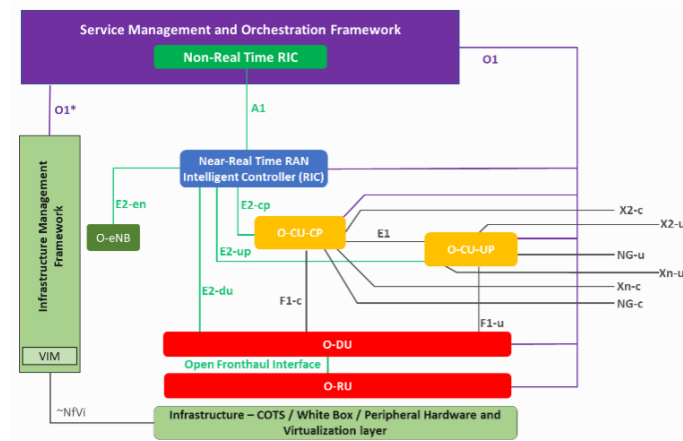 Service Management and Orchestration Framework
Non-Real Time RIC
O1
O1*
A1
Infrastructure Management
Framework
Near-Real Time RAN
Intelligent Controller (RIC)
E2-en
E2-cp
X2-c
X2-u
O-eNB
O-CU-CP
E1
O-CU-UP
E2-up
NG-u
Xn-u
E2-du
Xn-c
F1-c
NG-c
F1-u
O-DU
VIM
Open Fronthaul Interface
O-RU
~NfVi
Infrastructure – COTS / White Box / Peripheral Hardware and
Virtualization layer